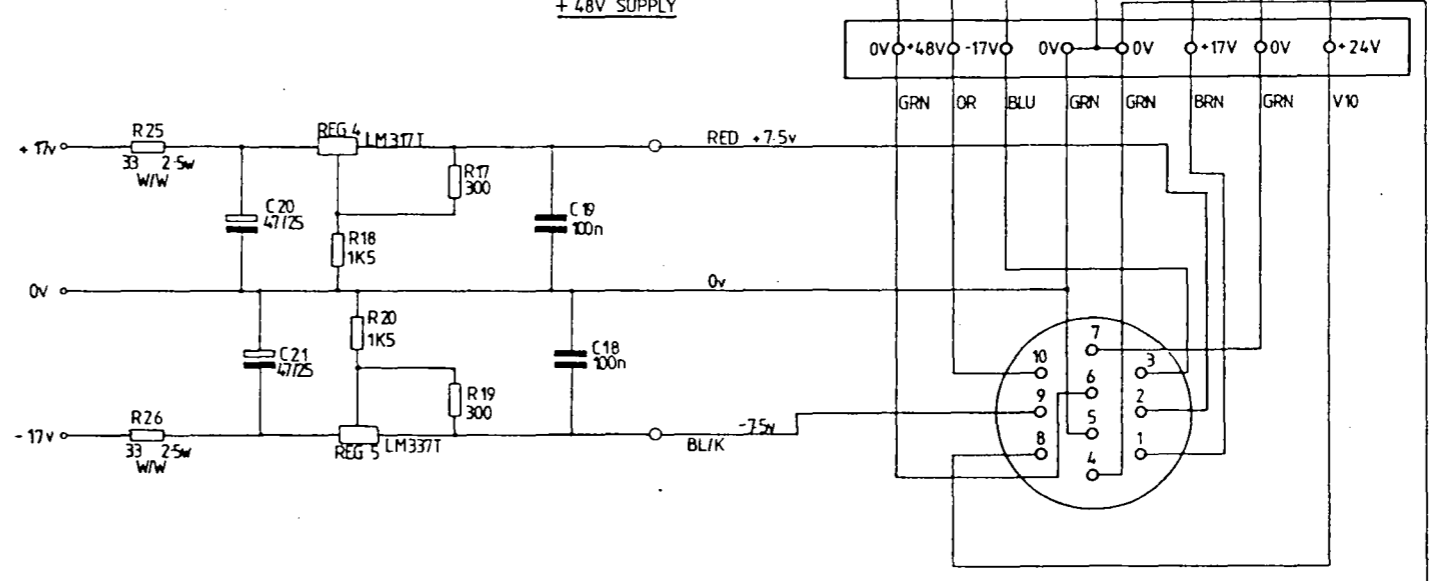 + 48V SUPPLY
0V +48V -17V 0V 0V +17V 0V +24V
GRN OR BLU GRN GRN BRN GRN V10
+ 17v
R25
33 2·5w
W/W
REG 4
LM317T
RED +7·5v
R17
300
C20
47/25
C19
100n
R18
1K5
0v
0v
R20
1K5
C21
47/25
C18
100n
R19
300
R26
- 17v
33 2·5w
W/W
REG 5
LM337T
BL/K
-7·5v
7
10
3
6
9
2
5
8
1
4